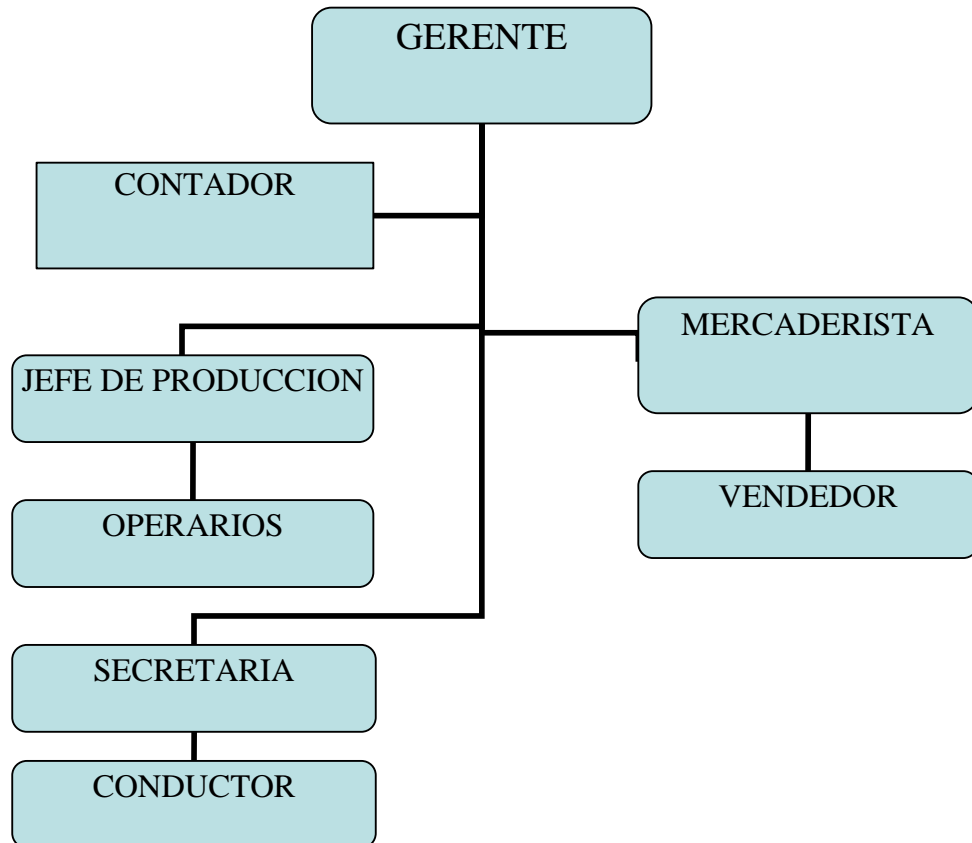 GERENTE
CONTADOR
MERCADERISTA
JEFE DE PRODUCCION
VENDEDOR
OPERARIOS
SECRETARIA
CONDUCTOR